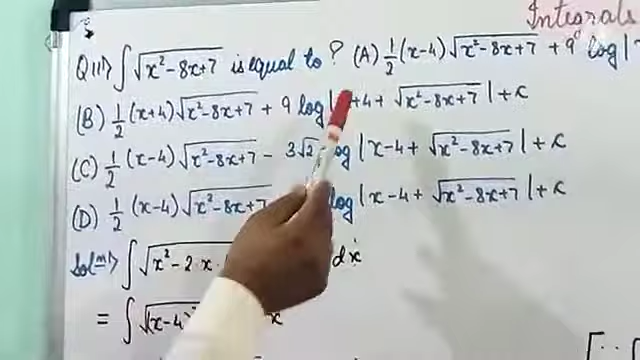 Integrals
Q11) ∫√x²-8x+7 is equal to ? (A) 1/2 (x-4) √x²-8x+7 + 9 log|
(B) 1/2 (x+4) √x²-8x+7 + 9 log| +4+ √x²-8x+7 | + c
(C) 1/2 (x-4) √x²-8x+7 - 3√2 log |x-4+ √x²-8x+7 | + c
(D) 1/2 (x-4) √x²-8x+7 log |x-4+ √x²-8x+7 | + c
Solⁿ) ∫√x²-2·x· dx
= ∫√(x-4) x